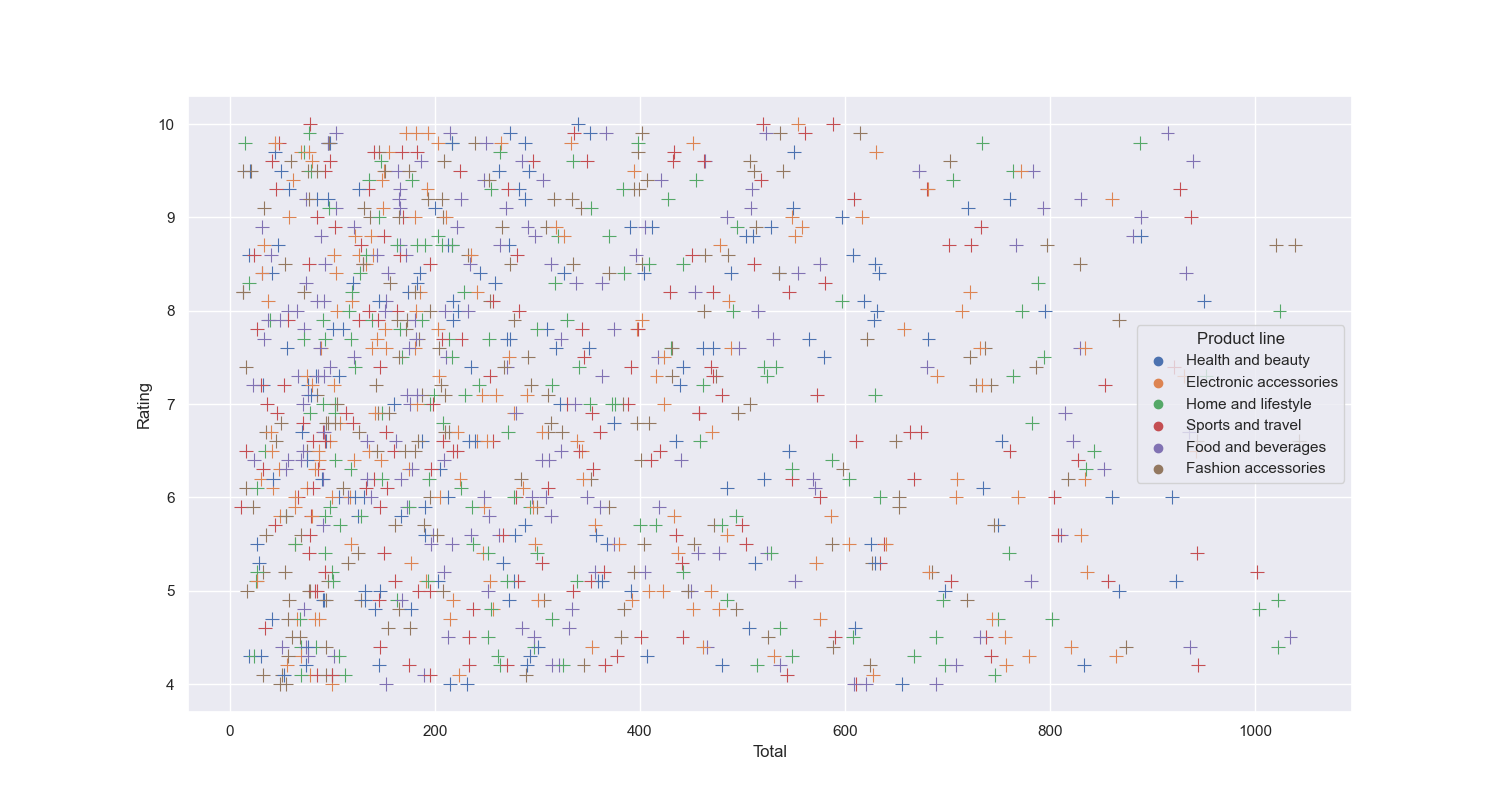 10
9
8
7
6
5
4
Rating
Product line
Health and beauty
Electronic accessories
Home and lifestyle
Sports and travel
Food and beverages
Fashion accessories
0 200 400 600 800 1000
Total